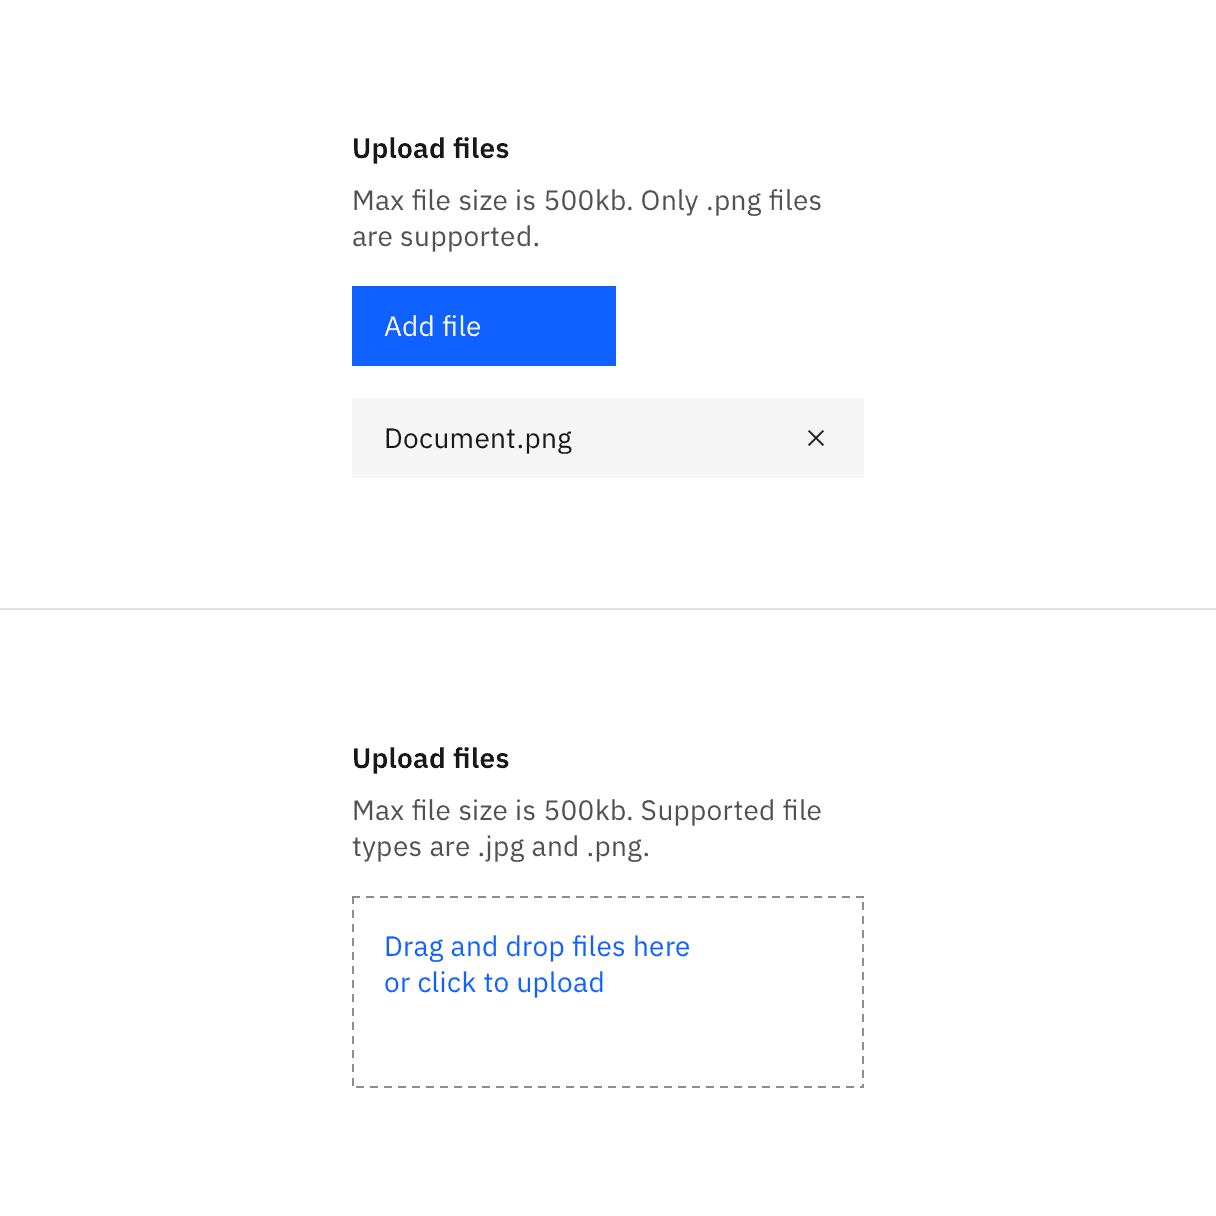 Upload files
Max file size is 500kb. Only .png files
are supported.
Add file
Document.png
Upload files
Max file size is 500kb. Supported file
types are .jpg and .png.
Drag and drop files here
or click to upload